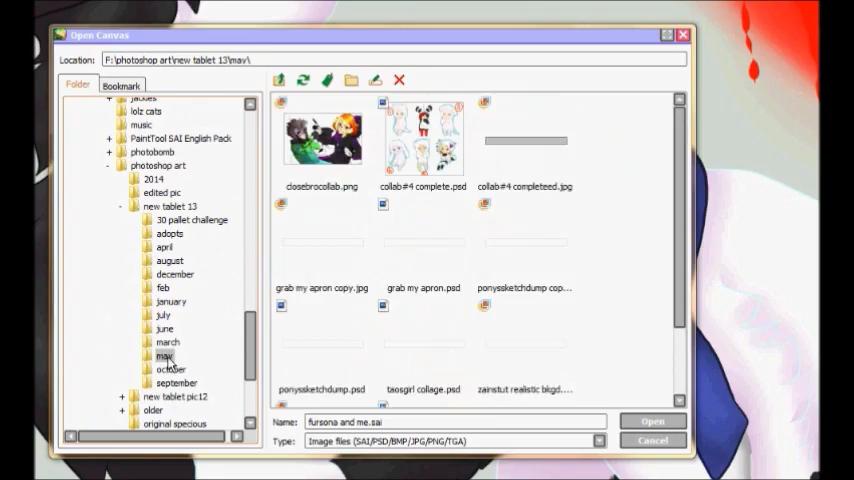 Open Canvas
Location: F:\photoshop art\new tablet 13\may\
Folder
Bookmark
jackies
lolz cats
music
PaintTool SAI English Pack
photobomb
photoshop art
2014
edited pic
new tablet 13
30 pallet challenge
adopts
april
august
december
feb
january
july
june
march
may
october
september
new tablet pic12
older
original specious
closebrocollab.png
collab#4 complete.psd
collab#4 completeed.jpg
grab my apron copy.jpg
grab my apron.psd
ponyssketchdump cop...
ponyssketchdump.psd
taosgirl collage.psd
zainstut realistic bkgd....
Name: fursona and me.sai
Open
Type: Image files (SAI/PSD/BMP/JPG/PNG/TGA)
Cancel